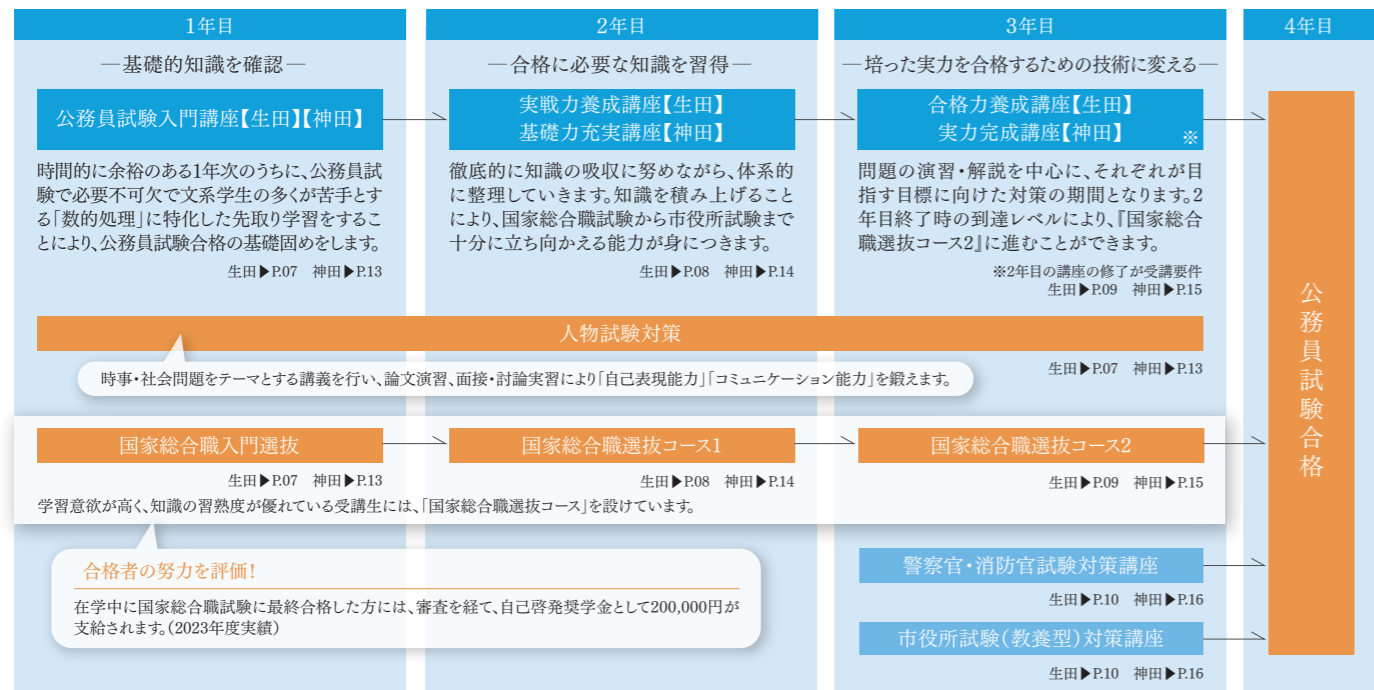 1年目
2年目
3年目
4年目
―基礎的知識を確認―
―合格に必要な知識を習得―
―培った実力を合格するための技術に変える―
公務員試験入門講座【生田】【神田】
実戦力養成講座【生田】
基礎力充実講座【神田】
合格力養成講座【生田】
実力完成講座【神田】
※
時間的に余裕のある1年次のうちに、公務員試
験で必要不可欠で文系学生の多くが苦手とす
る「数的処理」に特化した先取り学習をするこ
とにより、公務員試験合格の基礎固めをします。
生田▶P.07 神田▶P.13
徹底的に知識の吸収に努めながら、体系的
に整理していきます。知識を積み上げること
により、国家総合職試験から市役所試験まで
十分に立ち向かえる能力が身につきます。
生田▶P.08 神田▶P.14
問題の演習・解説を中心に、それぞれが目
指す目標に向けた対策の期間となります。2
年目終了時の到達レベルにより、『国家総合
職選抜コース2』に進むことができます。
※2年目の講座の修了が受講要件
生田▶P.09 神田▶P.15
人物試験対策
時事・社会問題をテーマとする講義を行い、論文演習、面接・討論実習により「自己表現能力」「コミュニケーション能力」を鍛えます。
生田▶P.07 神田▶P.13
国家総合職入門選抜
国家総合職選抜コース1
国家総合職選抜コース2
生田▶P.07 神田▶P.13
生田▶P.08 神田▶P.14
生田▶P.09 神田▶P.15
学習意欲が高く、知識の習熟度が優れている受講生には、「国家総合職選抜コース」を設けています。
合格者の努力を評価!
在学中に国家総合職試験に最終合格した方には、審査を経て、自己啓発奨学金として200,000円が
支給されます。(2023年度実績)
警察官・消防官試験対策講座
生田▶P.10 神田▶P.16
市役所試験(教養型)対策講座
生田▶P.10 神田▶P.16
公務員試験合格